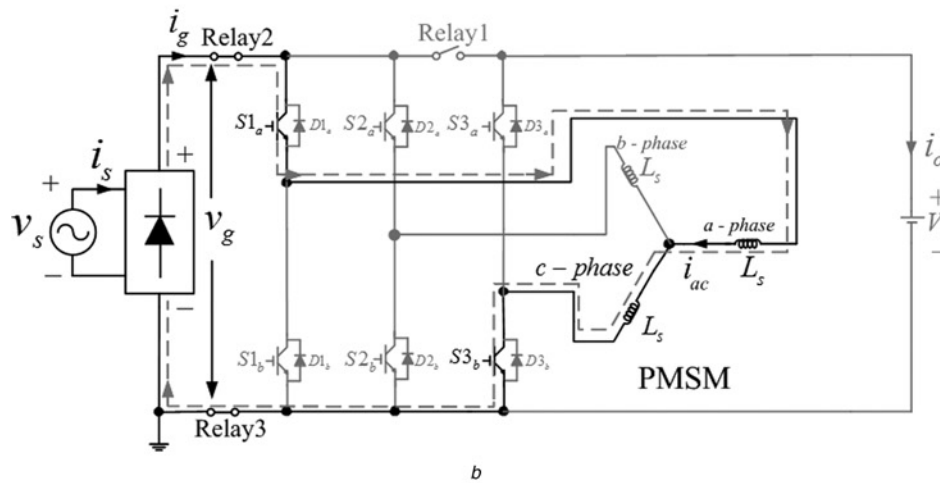 i_g
Relay2
Relay1
S1_a
D1_a
S2_a
D2_a
S3_a
D3_a
i_s
+
+
v_s
v_g
−
−
b - phase
L_s
a - phase
L_s
i_ac
c – phase
L_s
+
V
−
S1_b
D1_b
S2_b
D2_b
S3_b
D3_b
PMSM
Relay3
b